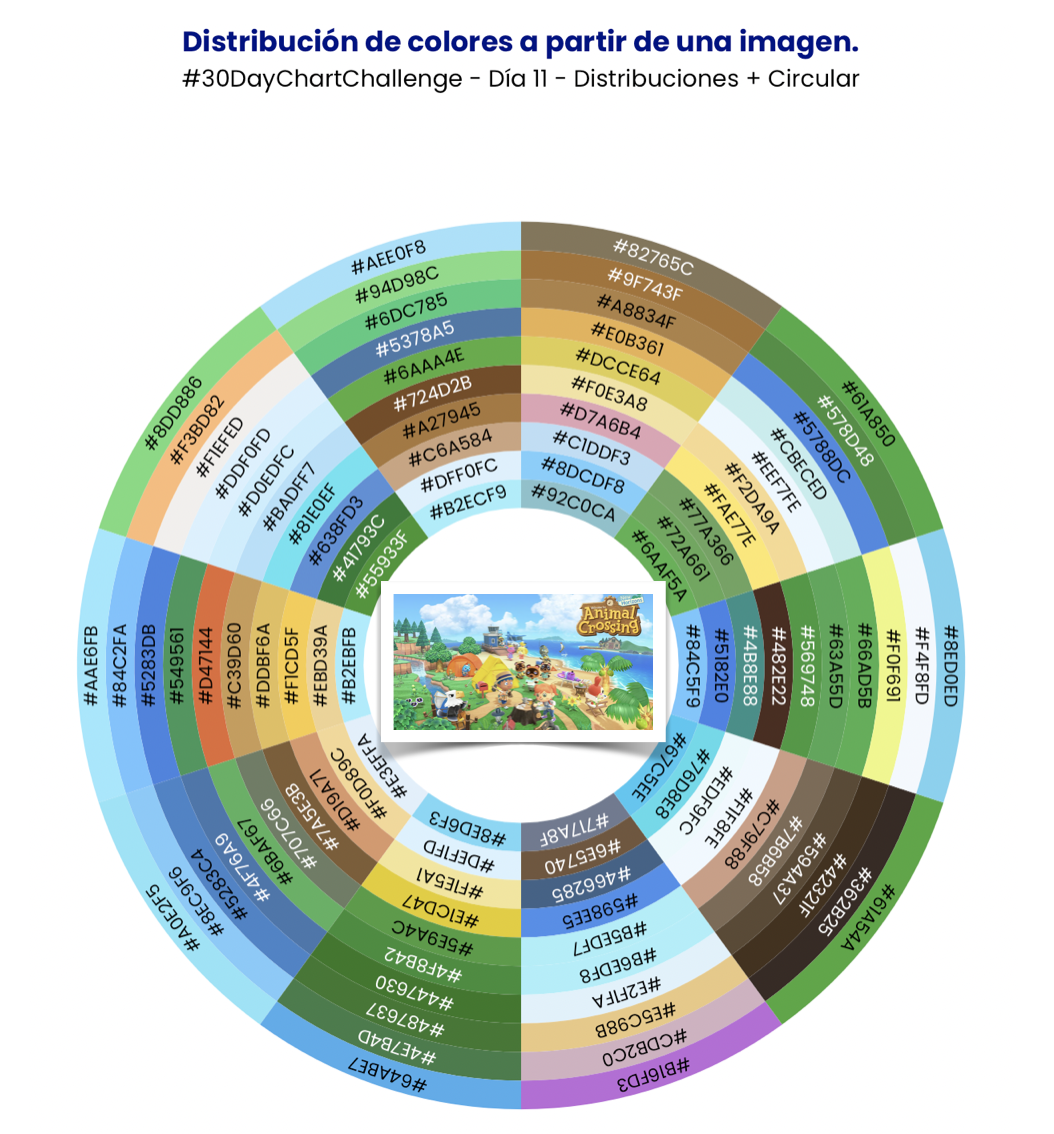 Distribución de colores a partir de una imagen.
#30DayChartChallenge - Día 11 - Distribuciones + Circular
#82765C
#9F743F
#A8834F
#E0B361
#DCCE64
#F0E3A8
#D7A6B4
#C1DDF3
#8DCDF8
#92C0CA
#61A850
#578D48
#5788DC
#CBECED
#EEF7FE
#F2DA9A
#FAE77E
#77A366
#72A661
#6AAF5A
#8ED0ED
#F4F8FD
#F0F691
#66AD5B
#63A55D
#569748
#482E22
#4B8E88
#5182E0
#84C5F9
#61A54A
#362B25
#42321F
#594A37
#7B6B58
#C79F88
#F1F8FE
#EDF9FC
#76D8E8
#67C5EE
#B16FD3
#CDB2C0
#E5C98B
#E2F1FA
#B6EDF8
#B5EDF7
#598EE5
#466285
#6E5740
#717A8F
#64ABE7
#4E7B4D
#487637
#447630
#4F8B42
#5E9A4C
#E1CD47
#F1E5A1
#DEF1FD
#8ED6F3
#A0E2F5
#8EC9F6
#5283C4
#4F76A9
#6BAF67
#707C66
#7A5E3B
#D19A71
#F0D89C
#E3EFFA
#AAE6FB
#84C2FA
#5283DB
#549561
#D47144
#C39D60
#DDBF6A
#F1CD5F
#EBD39A
#B2EBFB
#8DD886
#F3BD82
#F1EFED
#DDF0FD
#D0EDFC
#BADFF7
#81E0EF
#638FD3
#41793C
#55933F
#AEE0F8
#94D98C
#6DC785
#5378A5
#6AAA4E
#724D2B
#A27945
#C6A584
#DFF0FC
#B2ECF9
Animal
Crossing